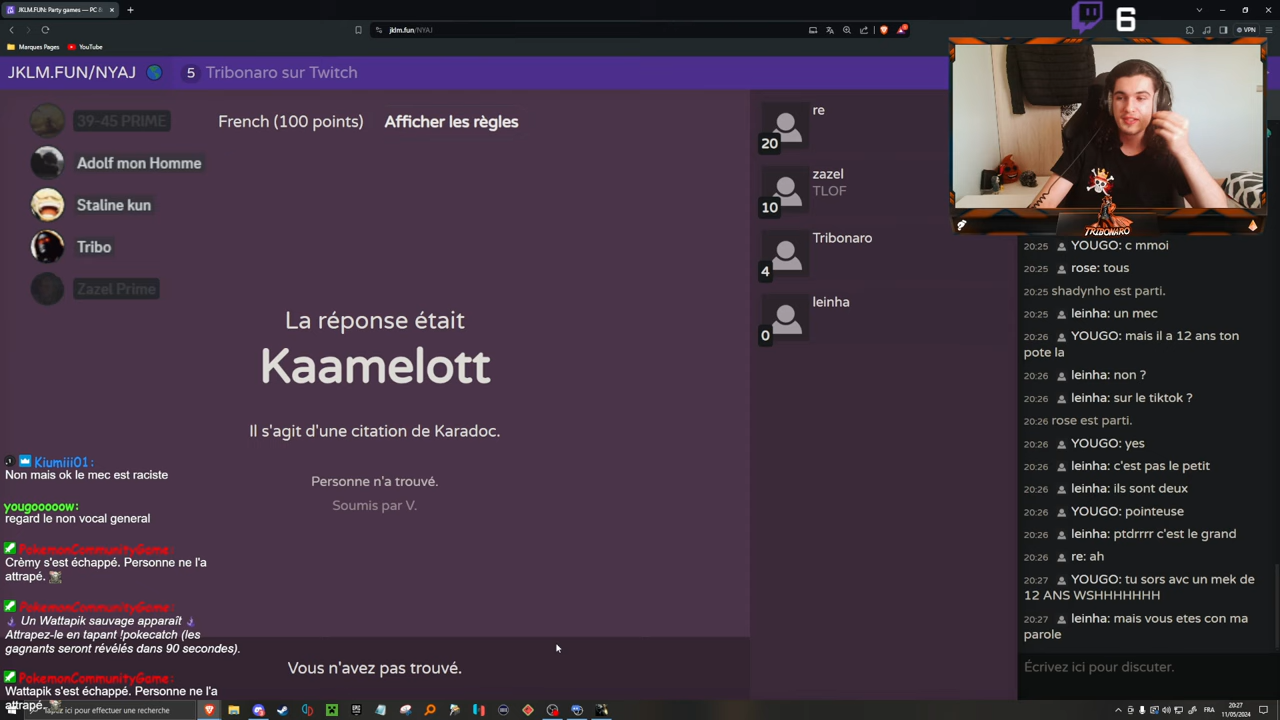 JKLM.FUN: Party games — PC
jklm.fun/NYAJ
VPN
Marques Pages
YouTube
6
JKLM.FUN/NYAJ
5
Tribonaro sur Twitch
39-45 PRIME
French (100 points)
Afficher les règles
Adolf mon Homme
Staline kun
Tribo
Zazel Prime
La réponse était
Kaamelott
Il s'agit d'une citation de Karadoc.
Personne n'a trouvé.
Soumis par V.
Vous n'avez pas trouvé.
re
20
zazel
TLOF
10
Tribonaro
4
leinha
0
TRIBONARO
20:25 YOUGO: c mmoi
20:25 rose: tous
20:25 shadynho est parti.
20:25 leinha: un mec
20:26 YOUGO: mais il a 12 ans ton
pote la
20:26 leinha: non ?
20:26 leinha: sur le tiktok ?
20:26 rose est parti.
20:26 YOUGO: yes
20:26 leinha: c'est pas le petit
20:26 leinha: ils sont deux
20:26 YOUGO: pointeuse
20:26 leinha: ptdrrrr c'est le grand
20:26 re: ah
20:27 YOUGO: tu sors avc un mek de
12 ANS WSHHHHHHH
20:27 leinha: mais vous etes con ma
parole
Écrivez ici pour discuter.
Kiumiii01:
Non mais ok le mec est raciste
yougooooow:
regard le non vocal general
PokemonCommunityGame:
Crèmy s'est échappé. Personne ne l'a
attrapé.
PokemonCommunityGame:
Un Wattapik sauvage apparaît
Attrapez-le en tapant !pokecatch (les
gagnants seront révélés dans 90 secondes).
PokemonCommunityGame:
Wattapik s'est échappé. Personne ne l'a
attrapé.
ici pour effectuer une recherche
FRA
20:27
11/05/2024